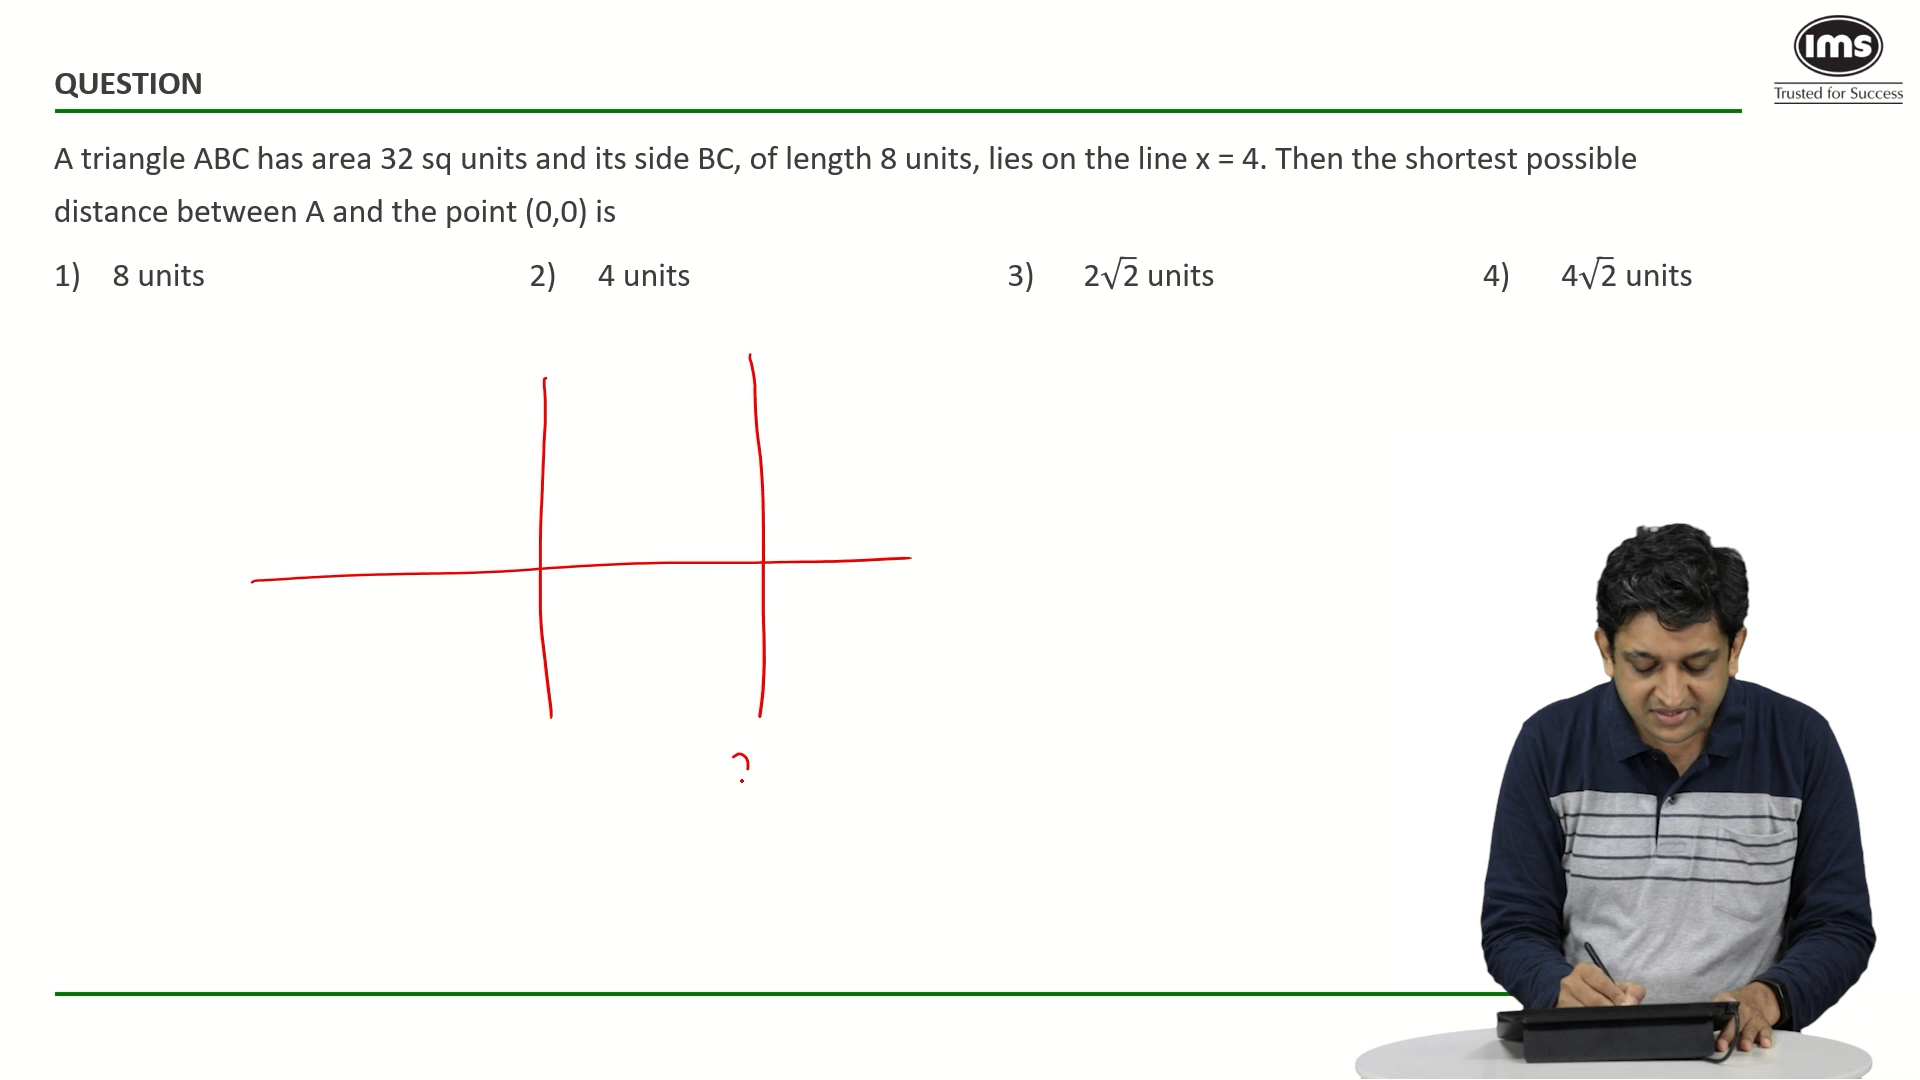 ims
Trusted for Success
QUESTION
A triangle ABC has area 32 sq units and its side BC, of length 8 units, lies on the line x = 4. Then the shortest possible
distance between A and the point (0,0) is
1) 8 units 2) 4 units 3) 2√2 units 4) 4√2 units
?